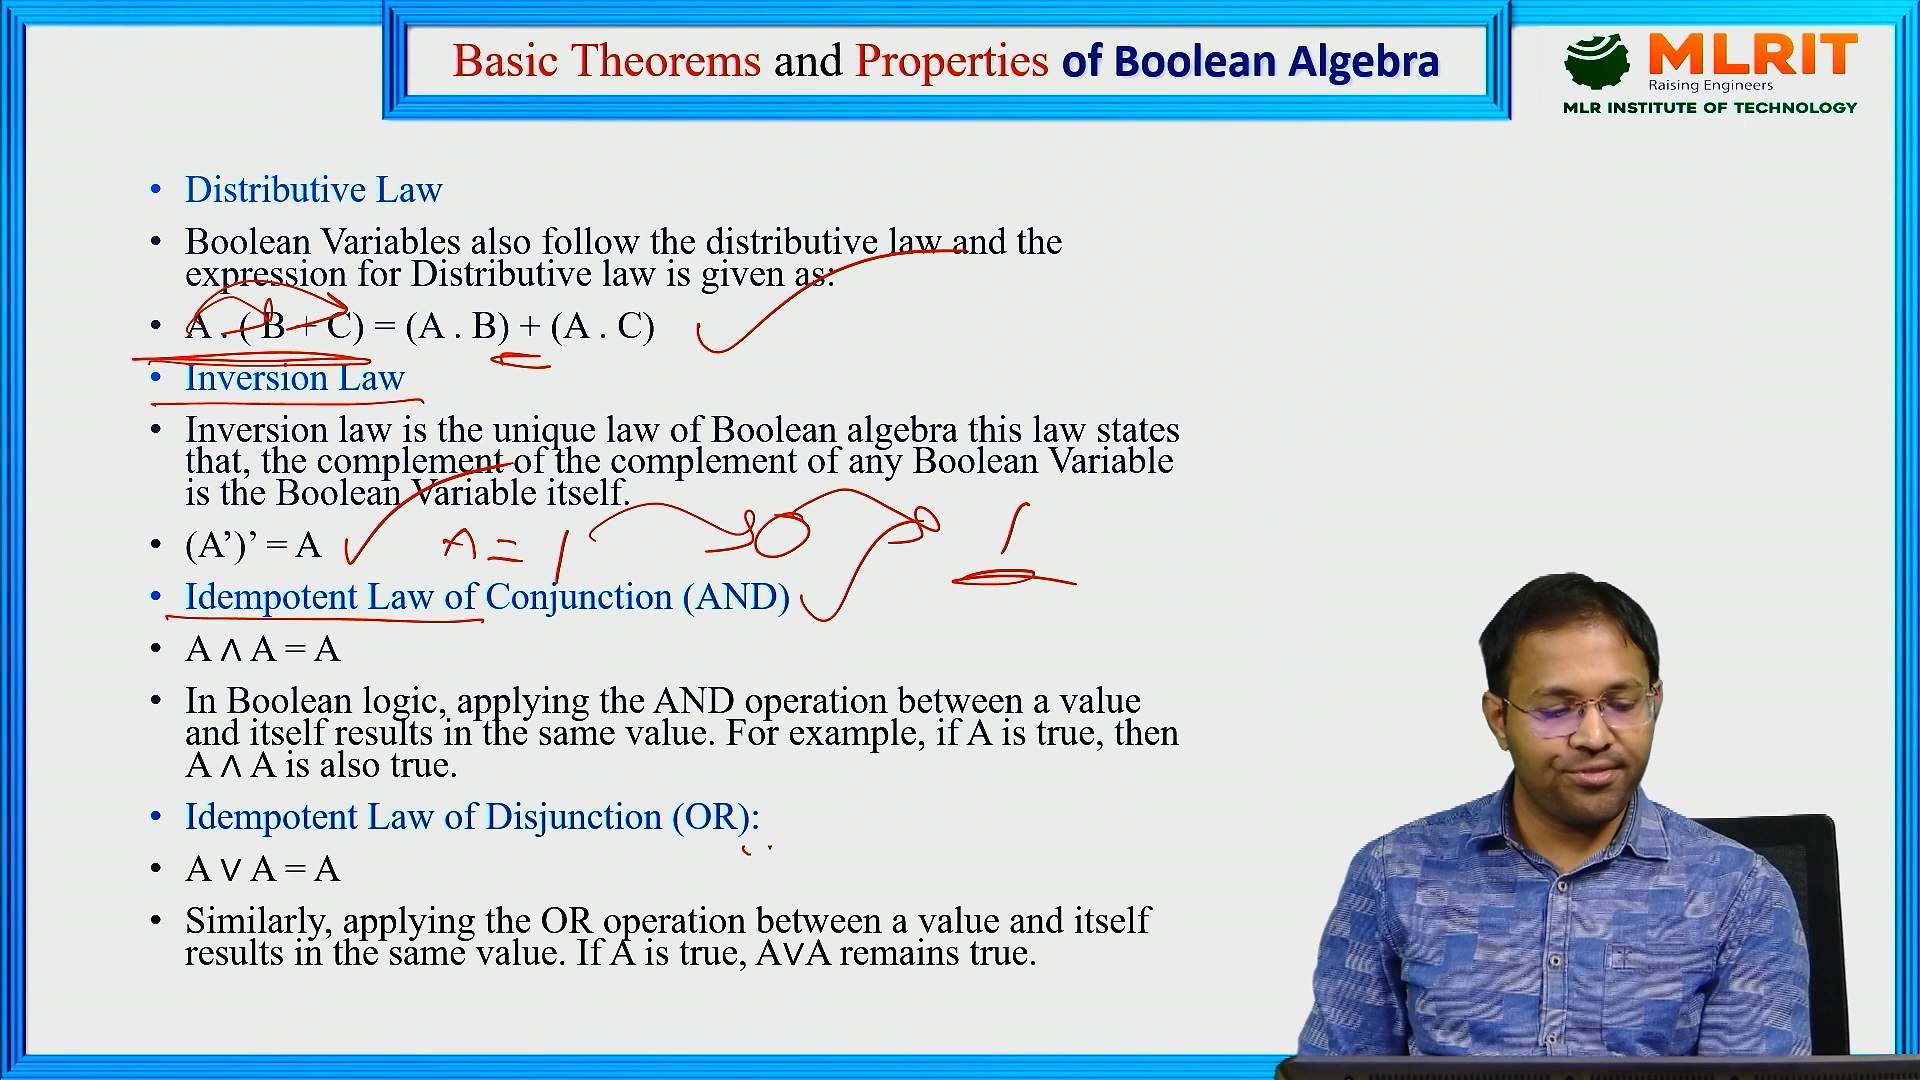 Basic Theorems and Properties of Boolean Algebra
MLRIT
Raising Engineers
MLR INSTITUTE OF TECHNOLOGY
• Distributive Law
• Boolean Variables also follow the distributive law and the
expression for Distributive law is given as:
• A . ( B + C) = (A . B) + (A . C)
• Inversion Law
• Inversion law is the unique law of Boolean algebra this law states
that, the complement of the complement of any Boolean Variable
is the Boolean Variable itself.
• (A’)’ = A
A = 1 0 1
• Idempotent Law of Conjunction (AND)
• A ∧ A = A
• In Boolean logic, applying the AND operation between a value
and itself results in the same value. For example, if A is true, then
A ∧ A is also true.
• Idempotent Law of Disjunction (OR):
• A ∨ A = A
• Similarly, applying the OR operation between a value and itself
results in the same value. If A is true, A∨A remains true.